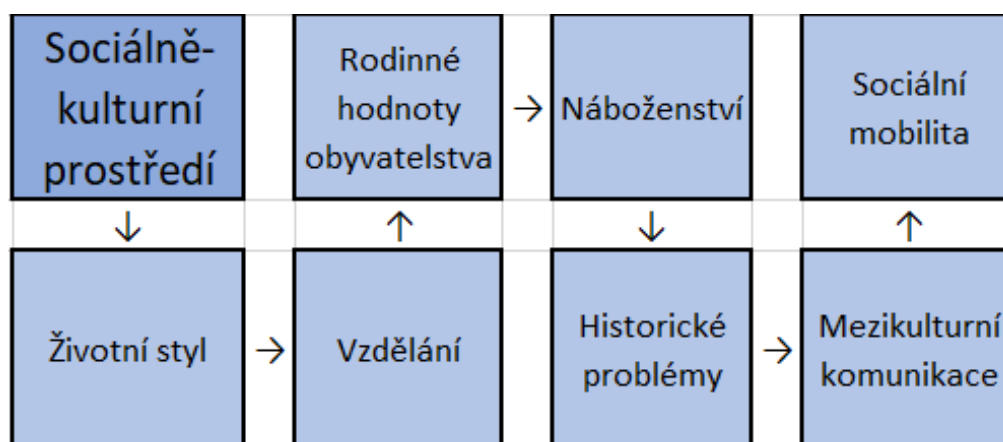 Sociálně-
kulturní
prostředí
↓
Životní styl
→
Vzdělání
↑
Rodinné
hodnoty
obyvatelstva
→
Náboženství
↓
Historické
problémy
→
Mezikulturní
komunikace
↑
Sociální
mobilita